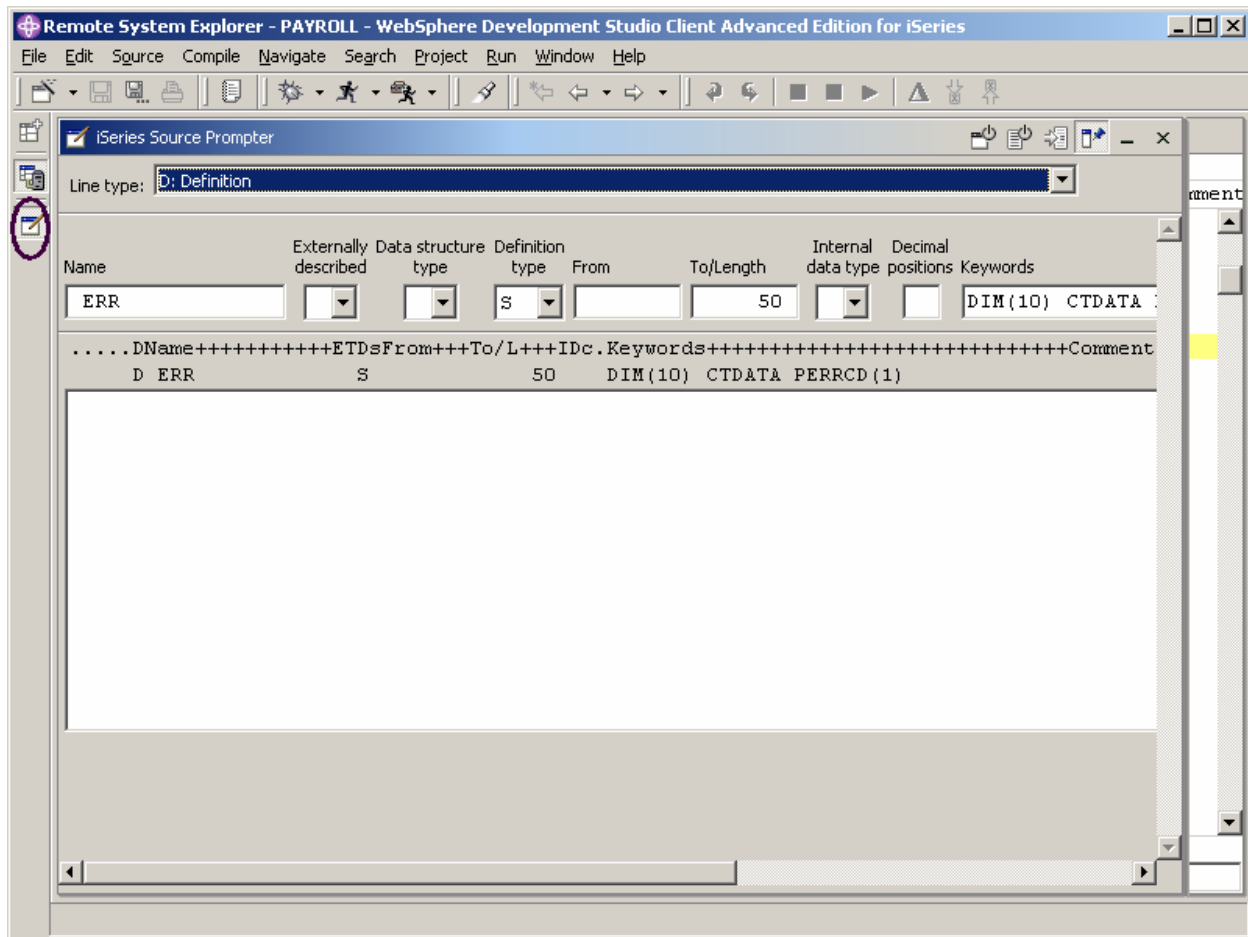 Remote System Explorer - PAYROLL - WebSphere Development Studio Client Advanced Edition for iSeries
File Edit Source Compile Navigate Search Project Run Window Help
iSeries Source Prompter
Line type: D: Definition
mment
Externally Data structure Definition Internal Decimal
Name described type type From To/Length data type positions Keywords
ERR S 50 DIM(10) CTDATA
.....DName+++++++++++ETDsFrom+++To/L+++IDc.Keywords+++++++++++++++++++++++++++++Comment
D ERR S 50 DIM(10) CTDATA PERRCD(1)